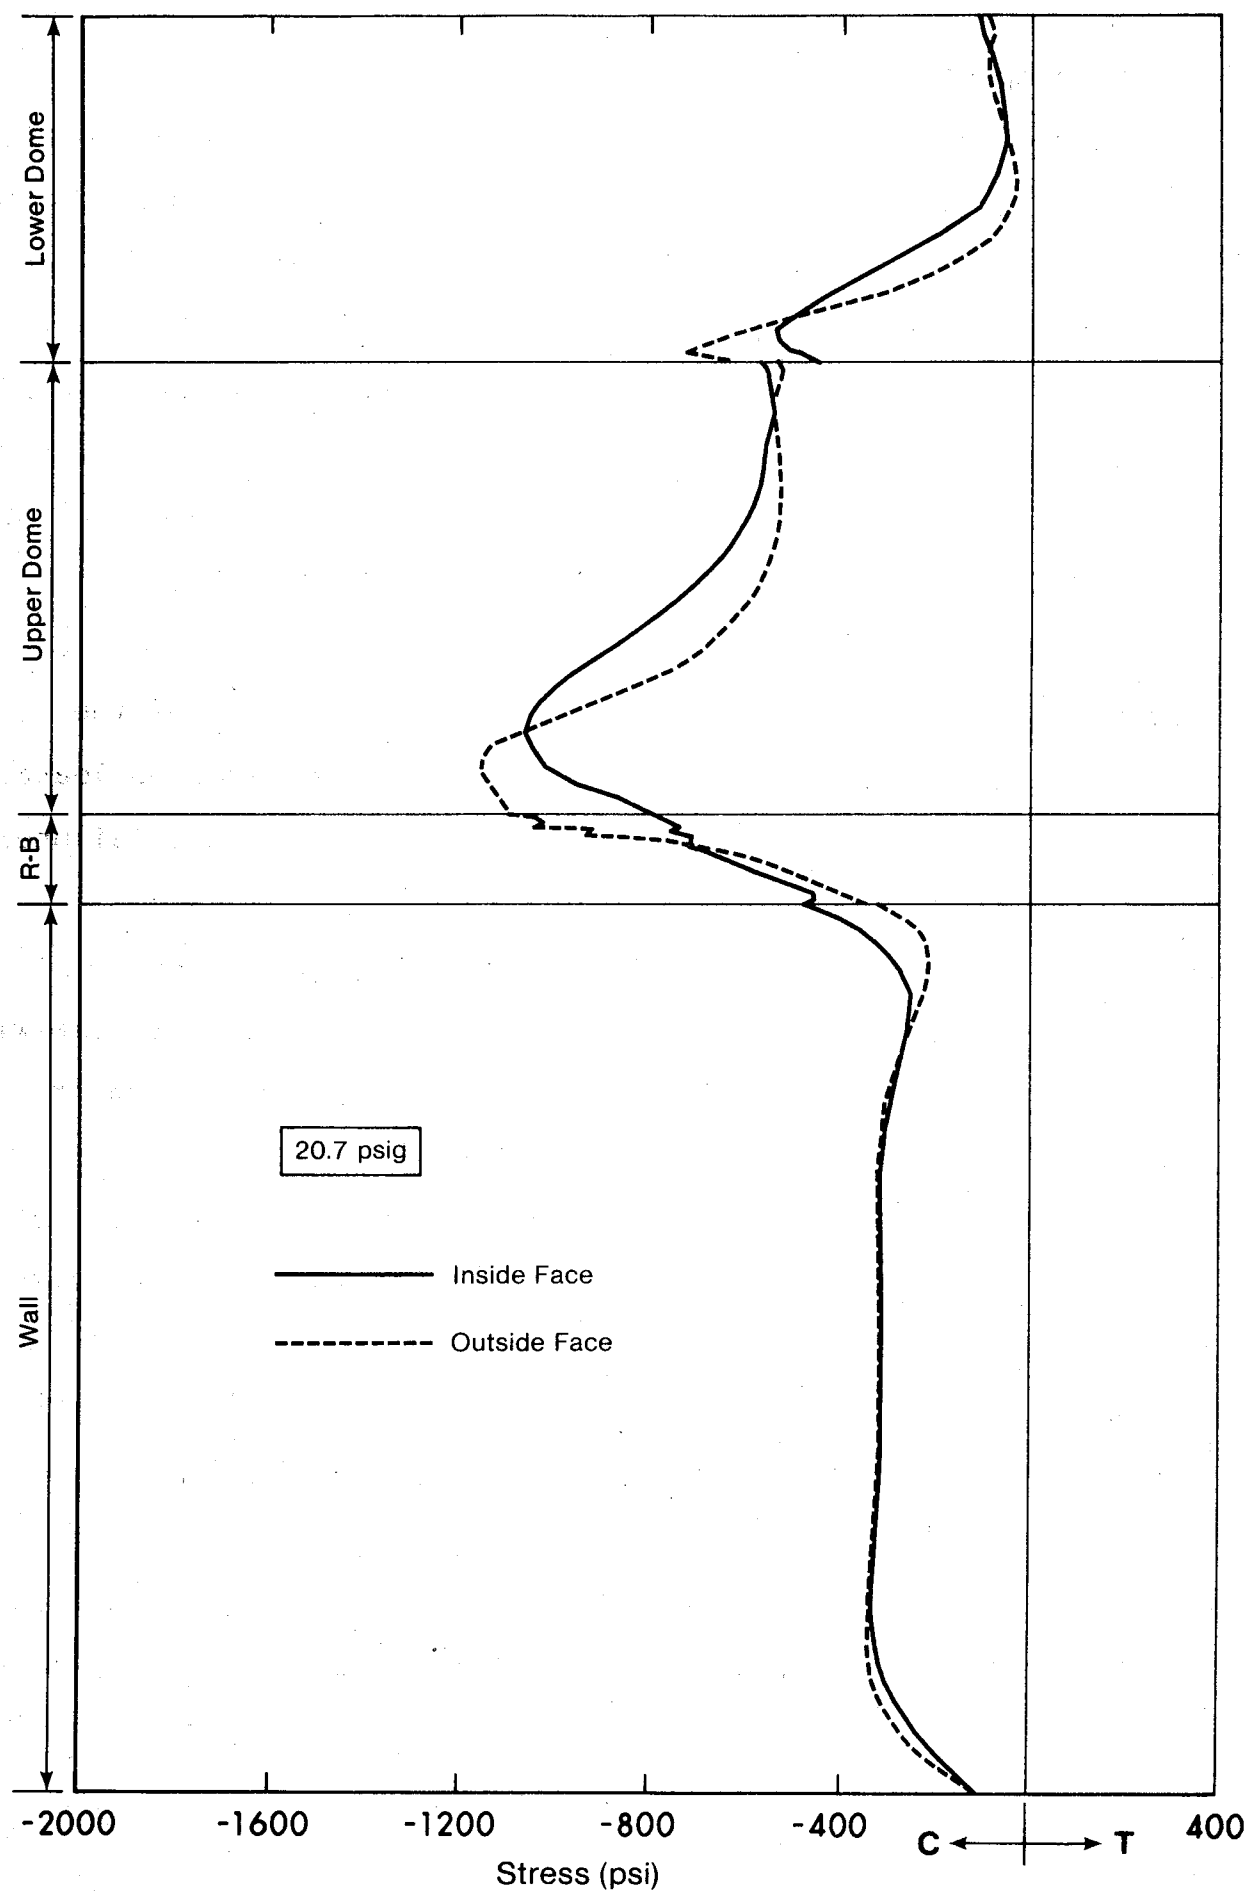 Lower Dome
Upper Dome
R-B
Wall
20.7 psig
Inside Face
Outside Face
-2000 -1600 -1200 -800 -400 400
C T
Stress (psi)